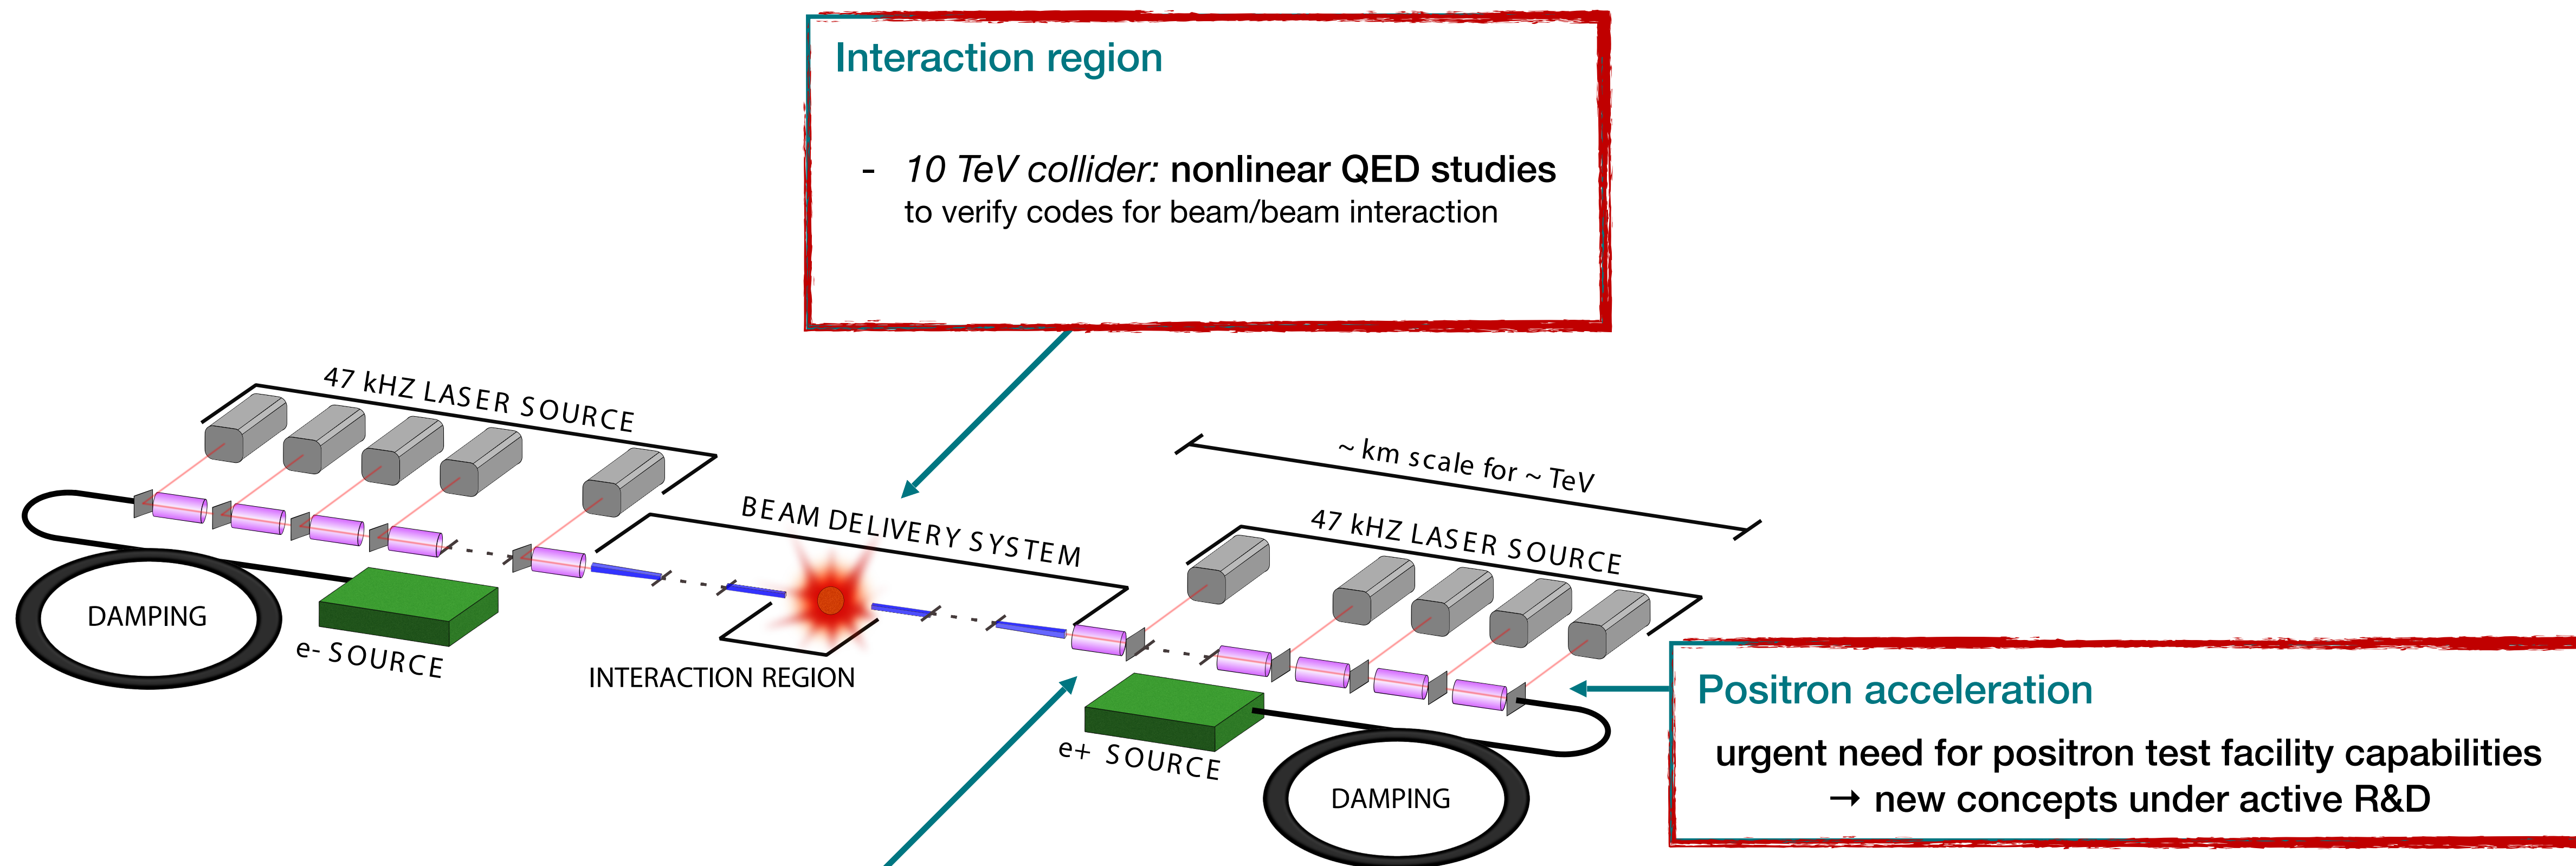 Interaction region
- 10 TeV collider: nonlinear QED studies
to verify codes for beam/beam interaction
47 kHZ LASER SOURCE
~ km scale for ~ TeV
BEAM DELIVERY SYSTEM
47 kHZ LASER SOURCE
DAMPING
e- SOURCE
INTERACTION REGION
e+ SOURCE
DAMPING
Positron acceleration
urgent need for positron test facility capabilities
→ new concepts under active R&D